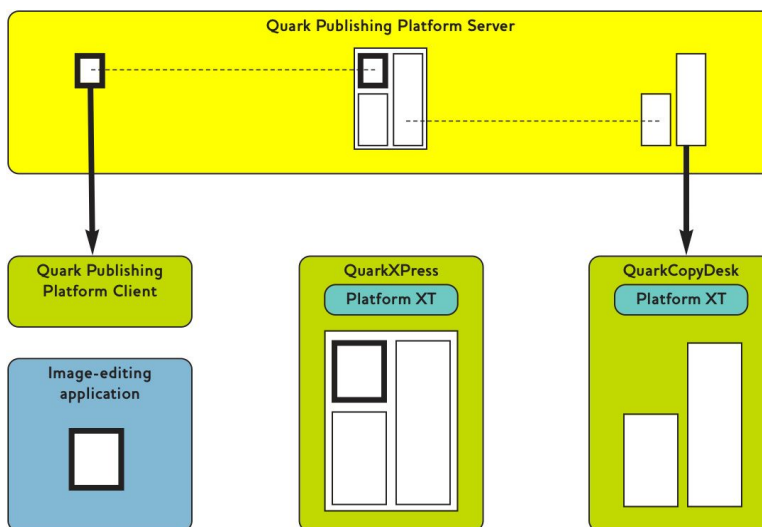 Quark Publishing Platform Server
Quark Publishing
Platform Client
QuarkXPress
Platform XT
QuarkCopyDesk
Platform XT
Image-editing
application